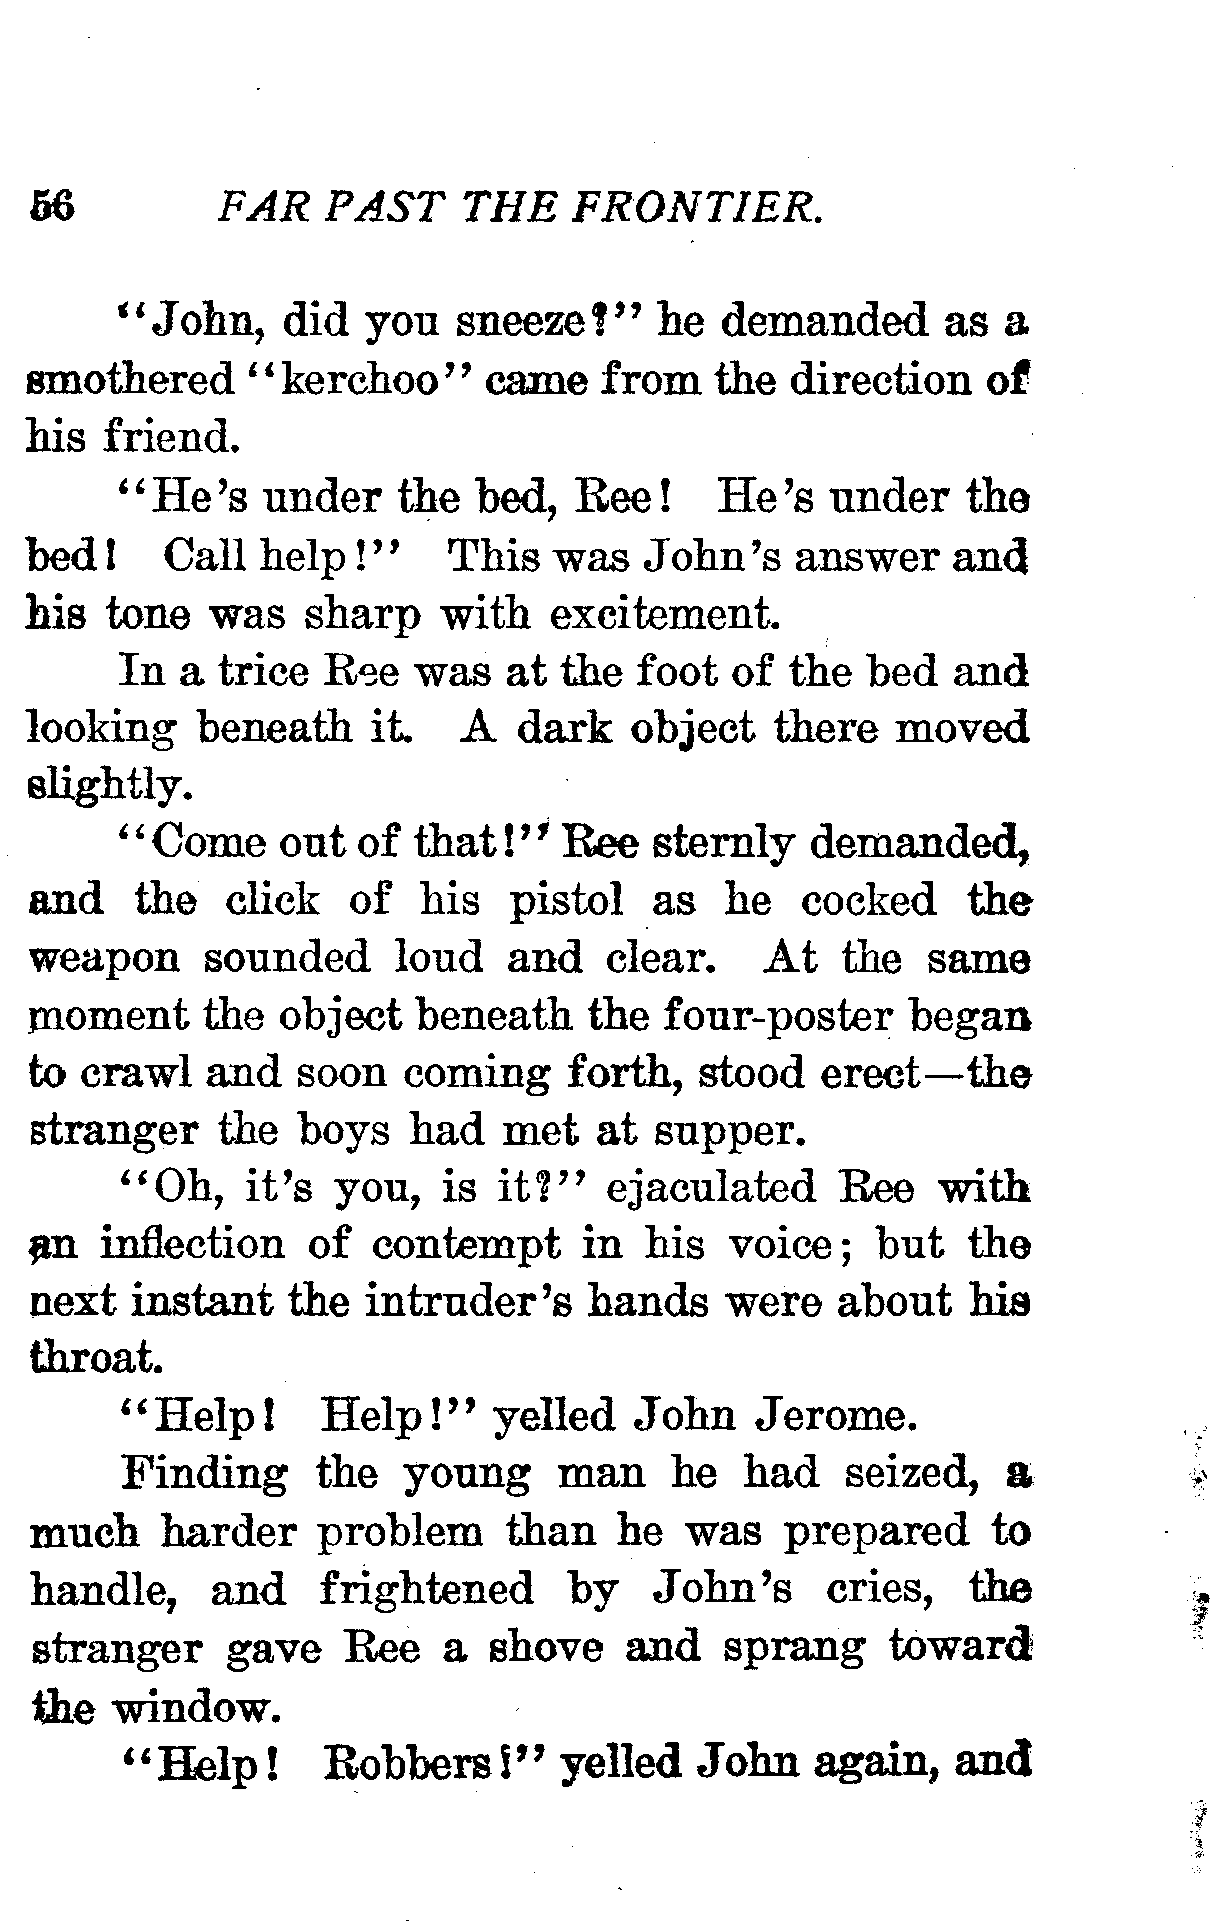 56 FAR PAST THE FRONTIER.
"John, did you sneeze?" he demanded as a
smothered "kerchoo" came from the direction of
his friend.
"He's under the bed, Ree! He's under the
bed! Call help!" This was John's answer and
his tone was sharp with excitement.
In a trice Ree was at the foot of the bed and
looking beneath it. A dark object there moved
slightly.
"Come out of that!" Ree sternly demanded,
and the click of his pistol as he cocked the
weapon sounded loud and clear. At the same
moment the object beneath the four-poster began
to crawl and soon coming forth, stood erect—the
stranger the boys had met at supper.
"Oh, it's you, is it?" ejaculated Ree with
an inflection of contempt in his voice; but the
next instant the intruder's hands were about his
throat.
"Help! Help!" yelled John Jerome.
Finding the young man he had seized, a
much harder problem than he was prepared to
handle, and frightened by John's cries, the
stranger gave Ree a shove and sprang toward
the window.
"Help! Robbers!" yelled John again, and